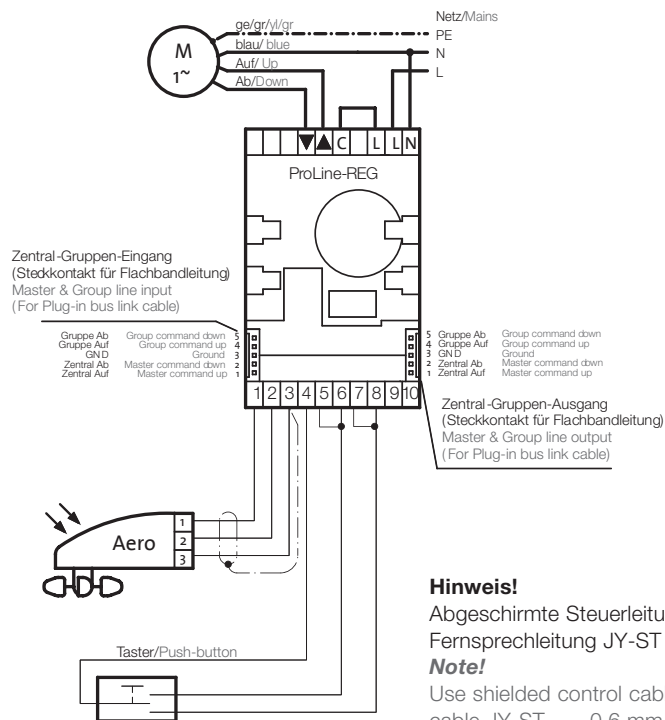 Netz/Mains
ge/gr/yl/gr
PE
blau/ blue
N
Auf/ Up
L
Ab/Down
M
1~
C L L N
ProLine-REG
Zentral-Gruppen-Eingang
(Steckkontakt für Flachbandleitung)
Master & Group line input
(For Plug-in bus link cable)
Gruppe Ab Group command down 5
Gruppe Auf Group command up 4
GND Ground 3
Zentral Ab Master command down 2
Zentral Auf Master command up 1
5 Gruppe Ab Group command down
4 Gruppe Auf Group command up
3 GND Ground
2 Zentral Ab Master command down
1 Zentral Auf Master command up
1 2 3 4 5 6 7 8 9 10
Zentral-Gruppen-Ausgang
(Steckkontakt für Flachbandleitung)
Master & Group line output
(For Plug-in bus link cable)
Aero
1
2
3
Taster/Push-button
Hinweis!
Abgeschirmte Steuerleitu
Fernsprechleitung JY-ST
Note!
Use shielded control cab
cable JY-ST 0,6 mm